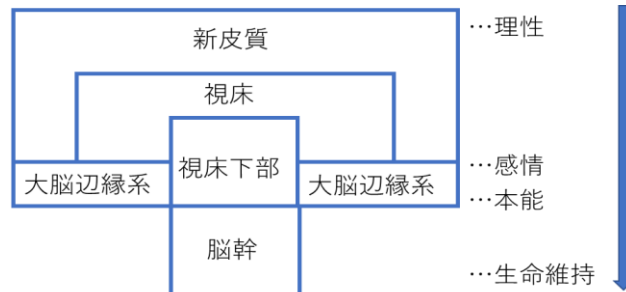 新皮質
…理性
視床
視床下部
大脳辺縁系
大脳辺縁系
…感情
…本能
脳幹
…生命維持